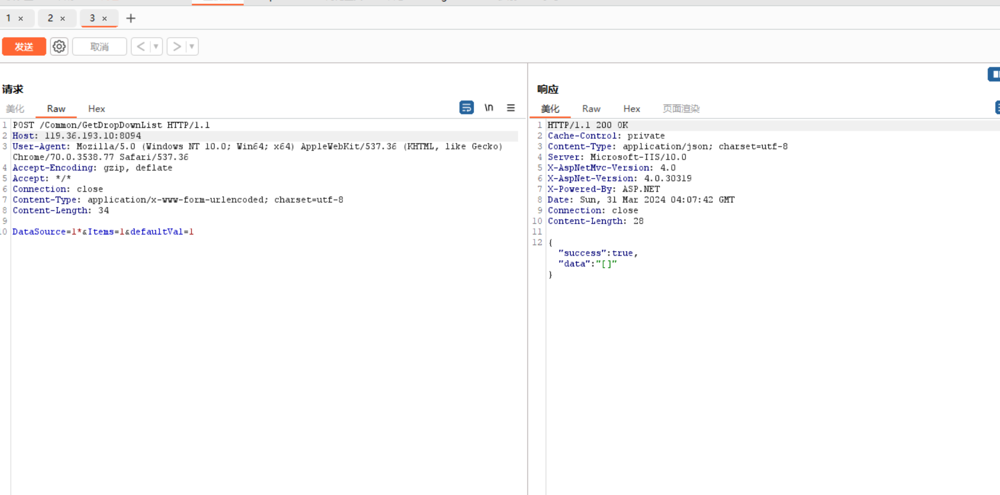 1 × 2 × 3 × +
发送 取消 < ▼ > ▼
请求
美化 Raw Hex \n ☰
1 POST /Common/GetDropDownList HTTP/1.1
2 Host: 119.36.193.10:8094
3 User-Agent: Mozilla/5.0 (Windows NT 10.0; Win64; x64) AppleWebKit/537.36 (KHTML, like Gecko)
Chrome/70.0.3538.77 Safari/537.36
4 Accept-Encoding: gzip, deflate
5 Accept: */*
6 Connection: close
7 Content-Type: application/x-www-form-urlencoded; charset=utf-8
8 Content-Length: 34
9
10 DataSource=1*&Items=1&defaultVal=1
响应
美化 Raw Hex 页面渲染
1 HTTP/1.1 200 OK
2 Cache-Control: private
3 Content-Type: application/json; charset=utf-8
4 Server: Microsoft-IIS/10.0
5 X-AspNetMvc-Version: 4.0
6 X-AspNet-Version: 4.0.30319
7 X-Powered-By: ASP.NET
8 Date: Sun, 31 Mar 2024 04:07:42 GMT
9 Connection: close
10 Content-Length: 28
11
12 {
"success":true,
"data":"[]"
}